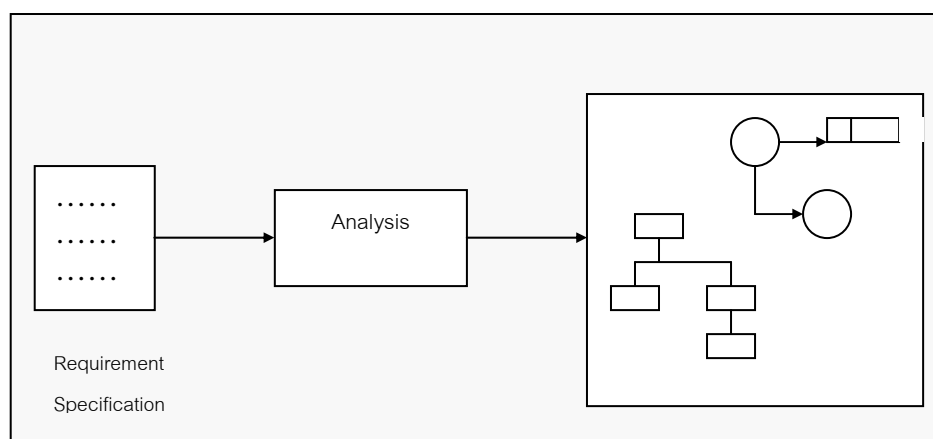 ......
......
......
Analysis
Requirement
Specification